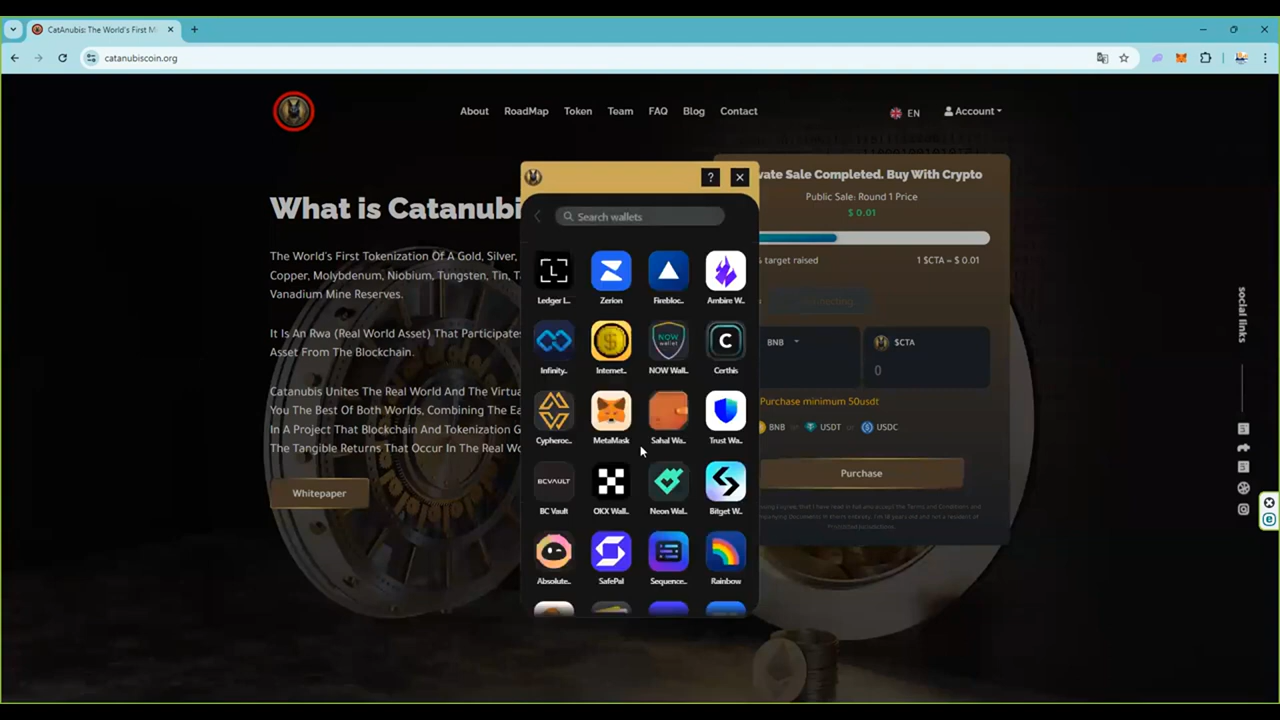 CatAnubis: The World's First M
catanubiscoin.org
About
RoadMap
Token
Team
FAQ
Blog
Contact
EN
Account
What is Catanubi
The World's First Tokenization Of A Gold, Silver,
Copper, Molybdenum, Niobium, Tungsten, Tin, T
Vanadium Mine Reserves.
It Is An Rwa (Real World Asset) That Participates
Asset From The Blockchain.
Catanubis Unites The Real World And The Virtua
You The Best Of Both Worlds, Combining The Ea
In A Project That Blockchain And Tokenization G
The Tangible Returns That Occur In The Real Wo
Whitepaper
?
Search wallets
Ledger L..
Zerion
Firebloc..
Ambire W..
Infinity..
Internet..
NOW Wall..
Certhis
Cypheroc..
MetaMask
Sahal Wa..
Trust Wa..
BC Vault
OKX Wall..
Neon Wal..
Bitget W..
Absolute..
SafePal
Sequence..
Rainbow
vate Sale Completed. Buy With Crypto
Public Sale: Round 1 Price
$ 0.01
% target raised
1 $CTA = $ 0.01
BNB
$CTA
0
Purchase minimum 50usdt
BNB or USDT or USDC
Purchase
social links